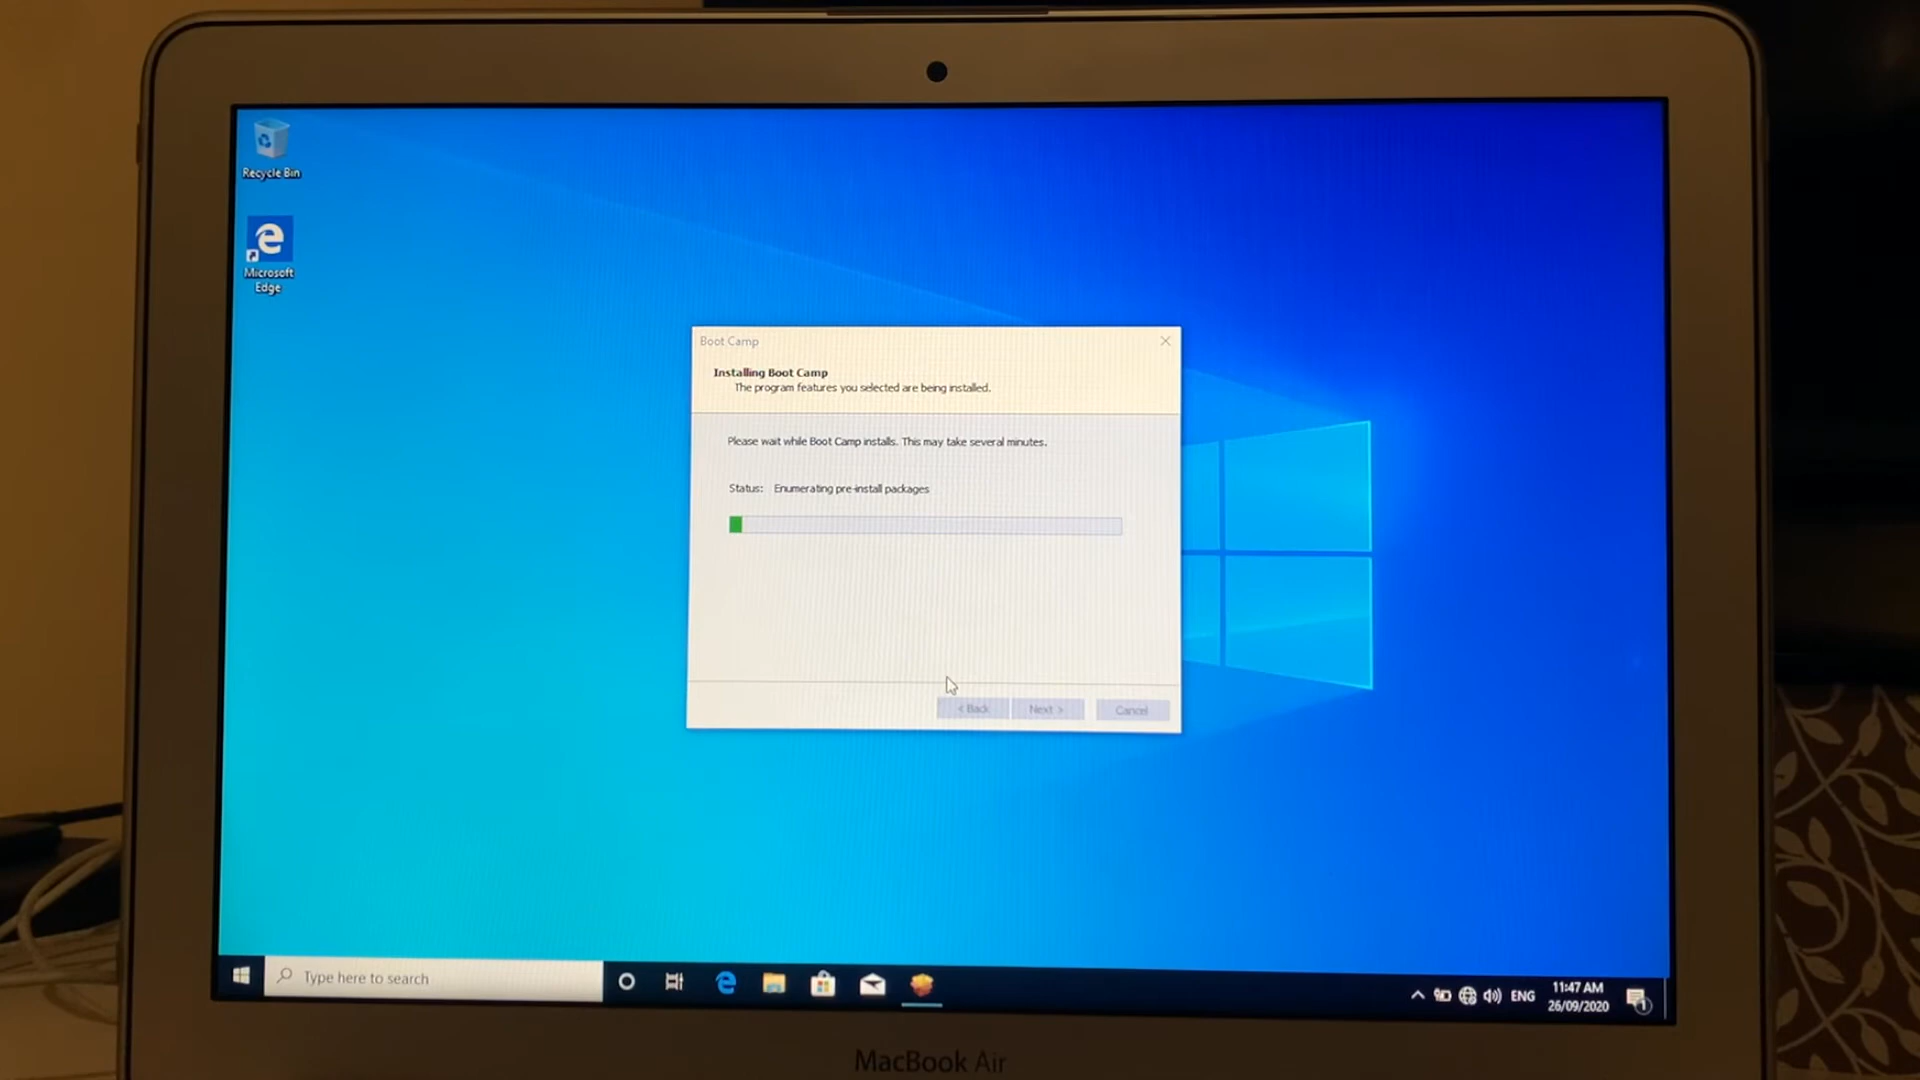 Recycle Bin
Microsoft
Edge
Boot Camp
Installing Boot Camp
The program features you selected are being installed.
Please wait while Boot Camp installs. This may take several minutes.
Status: Enumerating pre-install packages
< Back Next > Cancel
Type here to search
ENG
11:47 AM
26/09/2020
1
MacBook Air